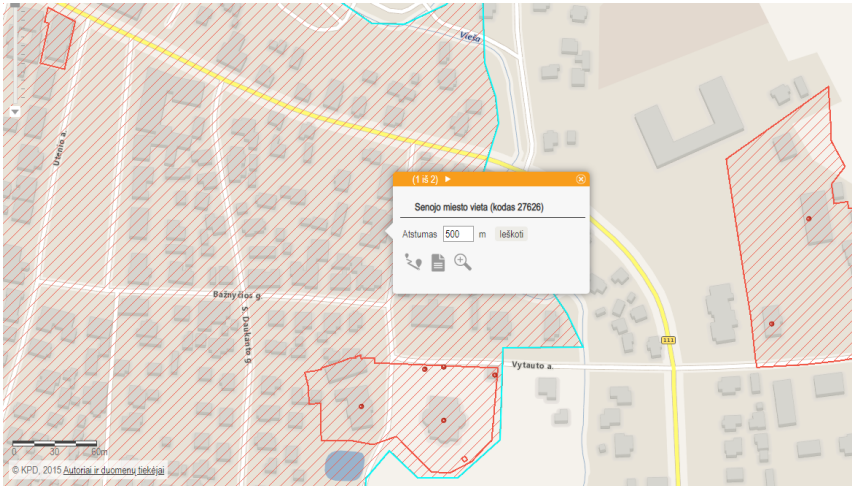 Vieša
Utenio a.
(1 iš 2)
Senojo miesto vieta (kodas 27626)
Atstumas 500 m Ieškoti
Bažnyčios g.
S. Daukanto g.
111
Vytauto a.
0 30 60m
© KPD, 2015 Autoriai ir duomenų tiekėjai